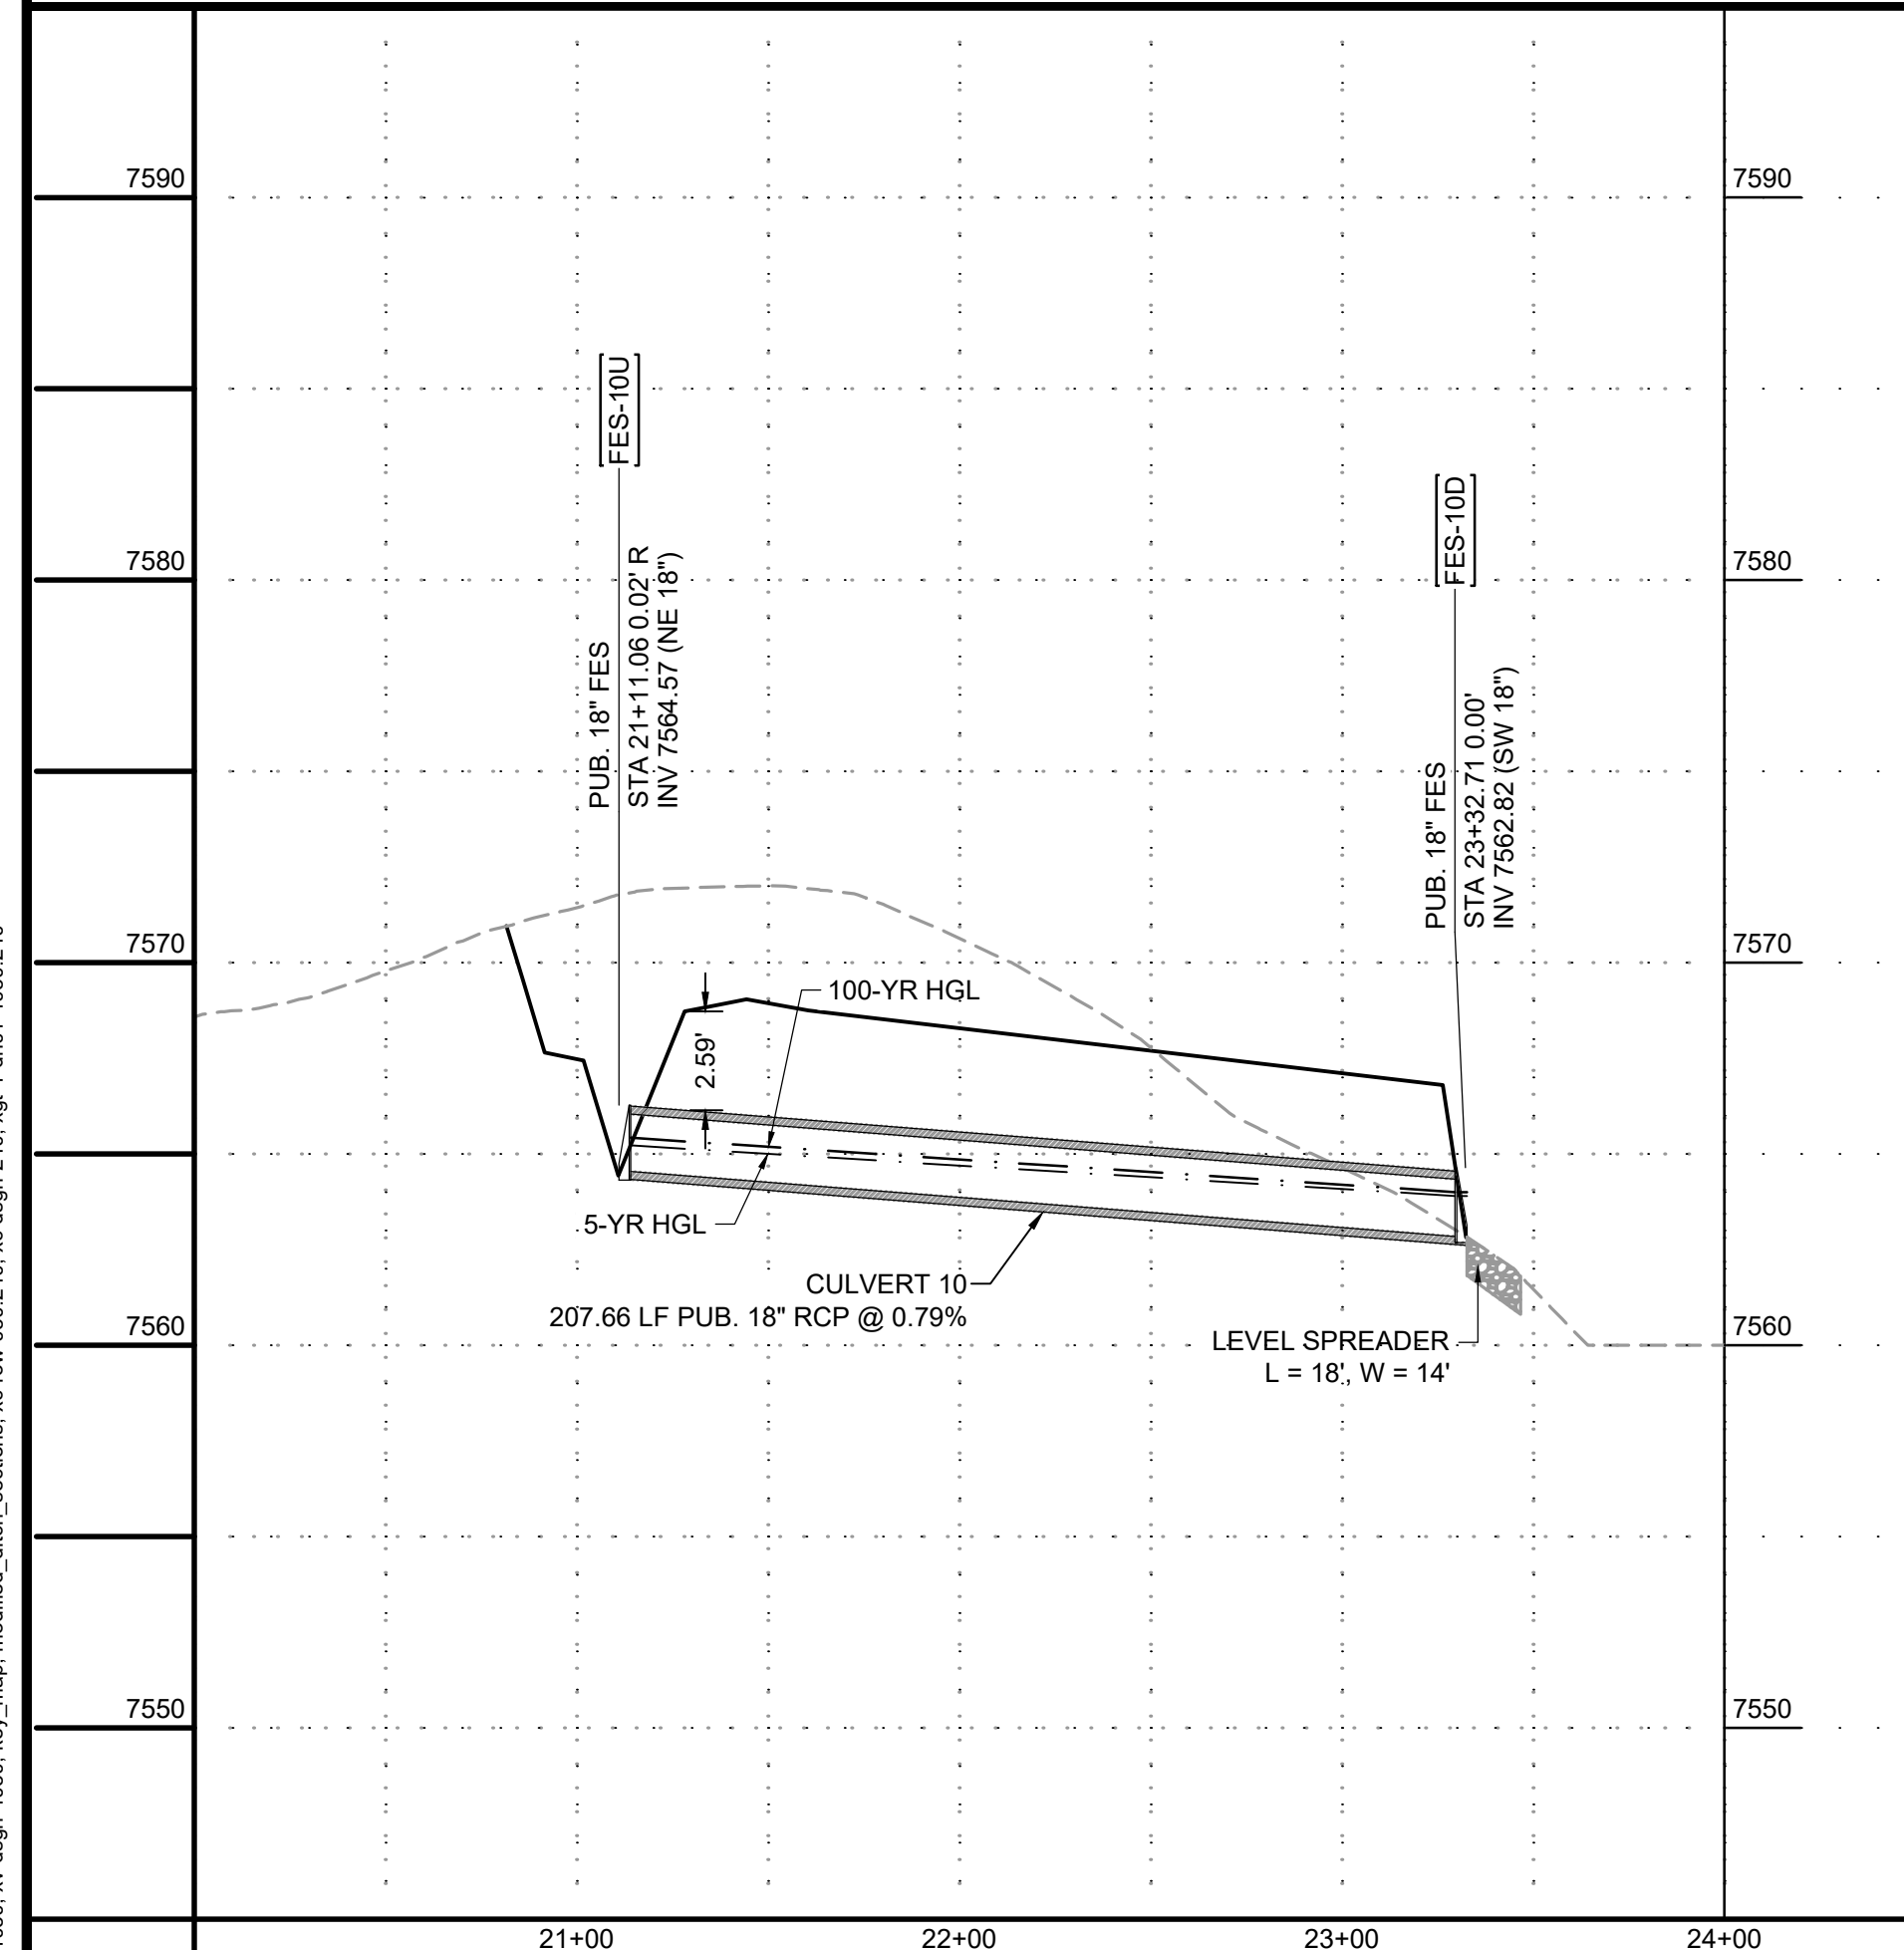 7590
7590
[FES-10U]
[FES-10D]
7580
7580
PUB. 18" FES
STA 21+11.06 0.02' R
INV 7564.57 (NE 18")
PUB. 18" FES
STA 23+32.71 0.00'
INV 7562.82 (SW 18")
7570
7570
100-YR HGL
2.59'
5-YR HGL
CULVERT 10
207.66 LF PUB. 18" RCP @ 0.79%
7560
7560
LEVEL SPREADER
L = 18', W = 14'
7550
7550
21+00
22+00
23+00
24+00